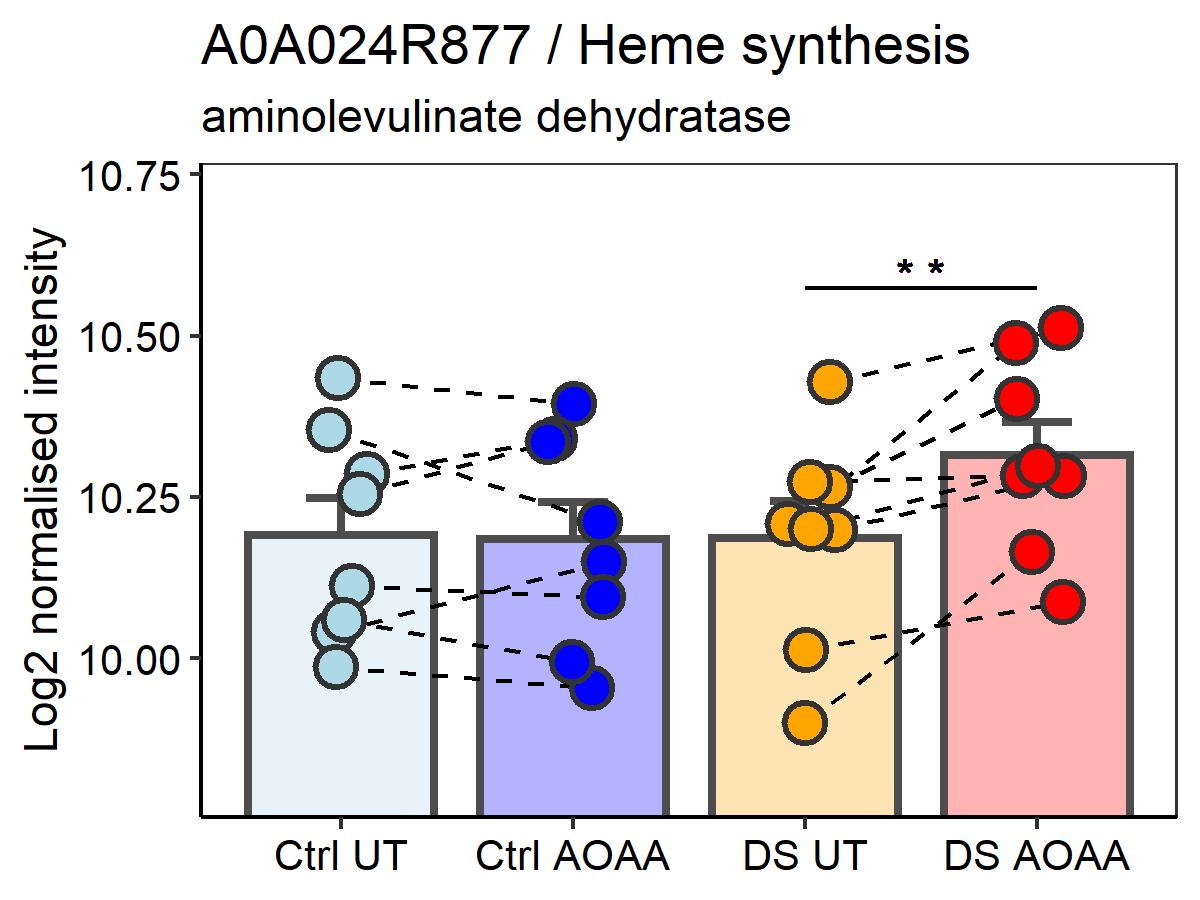 A0A024R877 / Heme synthesis
aminolevulinate dehydratase
Log2 normalised intensity
10.75
10.50
10.25
10.00
* *
Ctrl UT
Ctrl AOAA
DS UT
DS AOAA